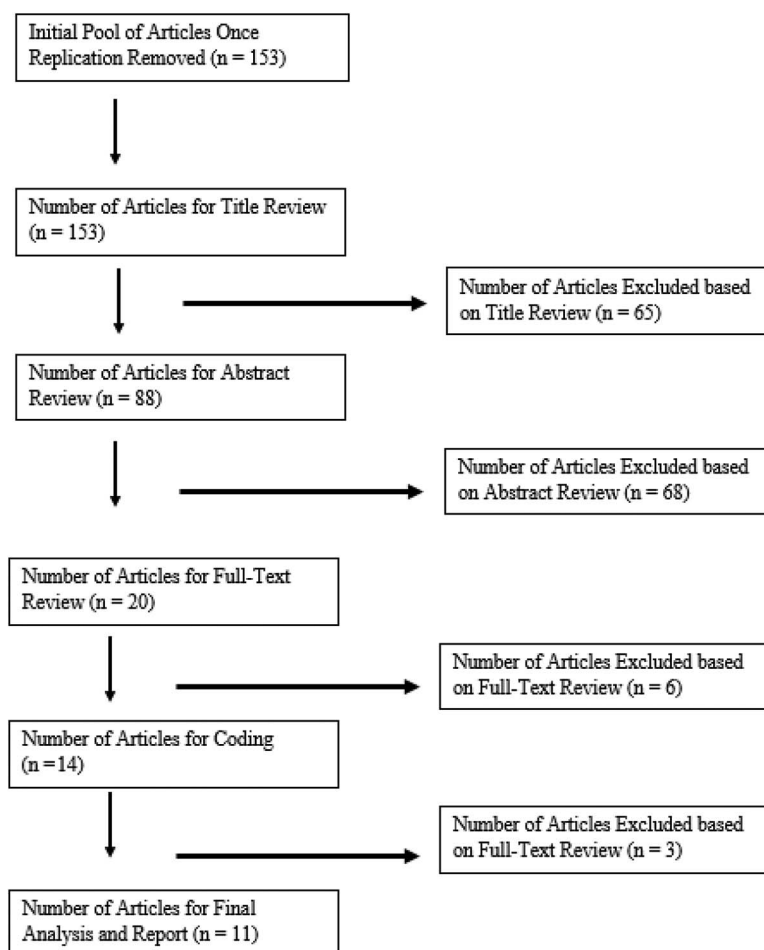 Initial Pool of Articles Once
Replication Removed (n = 153)
Number of Articles for Title Review
(n = 153)
Number of Articles Excluded based
on Title Review (n = 65)
Number of Articles for Abstract
Review (n = 88)
Number of Articles Excluded based
on Abstract Review (n = 68)
Number of Articles for Full-Text
Review (n = 20)
Number of Articles Excluded based
on Full-Text Review (n = 6)
Number of Articles for Coding
(n =14)
Number of Articles Excluded based
on Full-Text Review (n = 3)
Number of Articles for Final
Analysis and Report (n = 11)